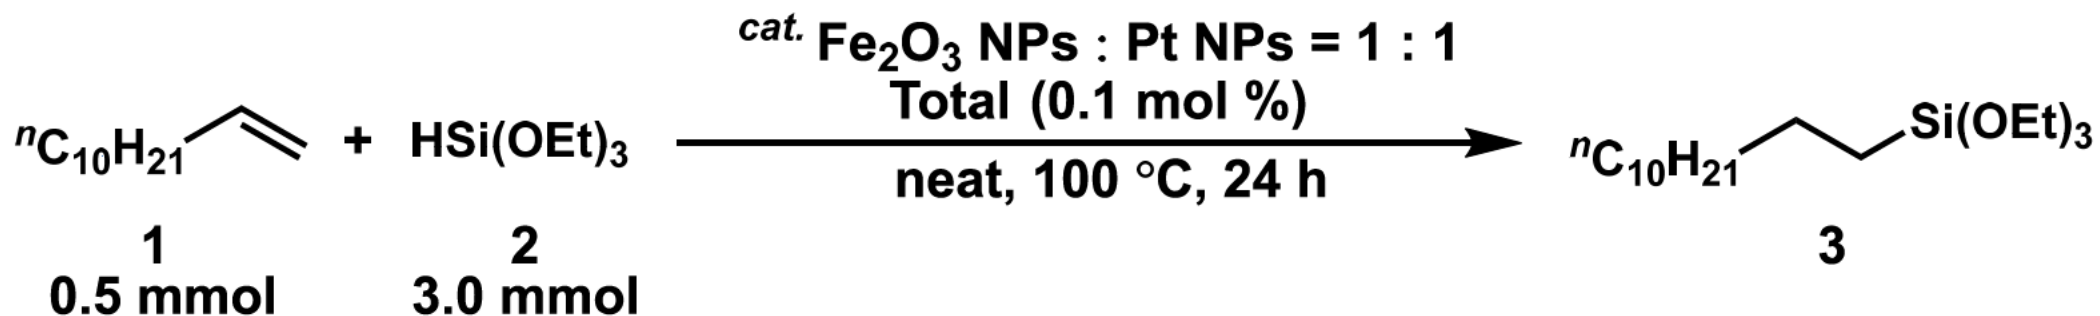 cat. Fe₂O₃ NPs : Pt NPs = 1 : 1
Total (0.1 mol %)
ⁿC₁₀H₂₁ + HSi(OEt)₃ ⁿC₁₀H₂₁ Si(OEt)₃
neat, 100 °C, 24 h
1 2 3
0.5 mmol 3.0 mmol